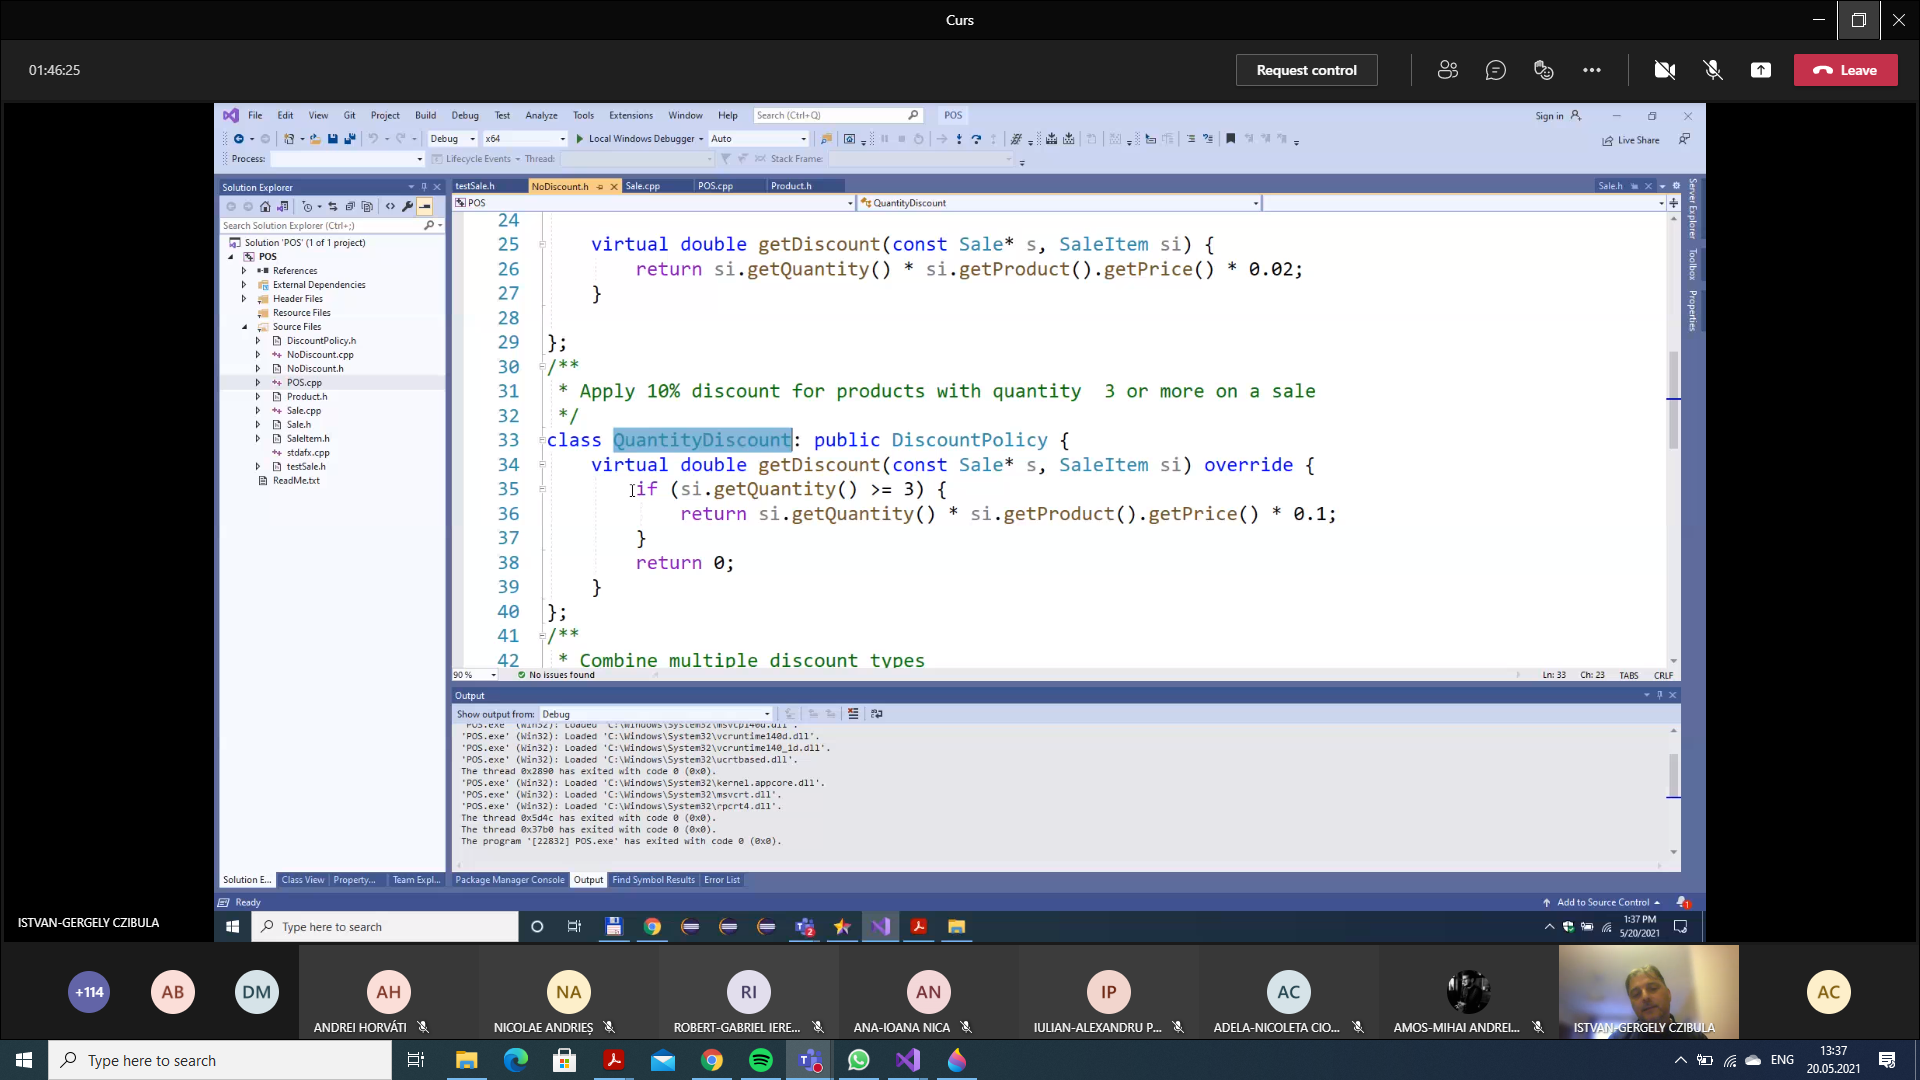 Curs
01:46:25
Request control
Leave
File Edit View Git Project Build Debug Test Analyze Tools Extensions Window Help Search (Ctrl+Q) POS Sign in
Debug x64 Local Windows Debugger Auto Live Share
Process: Lifecycle Events Thread: Stack Frame:
Solution Explorer
Search Solution Explorer (Ctrl+;)
Solution 'POS' (1 of 1 project)
POS
References
External Dependencies
Header Files
Resource Files
Source Files
DiscountPolicy.h
NoDiscount.cpp
NoDiscount.h
POS.cpp
Product.h
Sale.cpp
Sale.h
SaleItem.h
stdafx.cpp
testSale.h
ReadMe.txt
Solution E... Class View Property... Team Expl...
testSale.h NoDiscount.h Sale.cpp POS.cpp Product.h Sale.h
POS QuantityDiscount
24
25 virtual double getDiscount(const Sale* s, SaleItem si) {
26 return si.getQuantity() * si.getProduct().getPrice() * 0.02;
27 }
28
29 };
30 /**
31 * Apply 10% discount for products with quantity  3 or more on a sale
32 */
33 class QuantityDiscount: public DiscountPolicy {
34 virtual double getDiscount(const Sale* s, SaleItem si) override {
35 if (si.getQuantity() >= 3) {
36 return si.getQuantity() * si.getProduct().getPrice() * 0.1;
37 }
38 return 0;
39 }
40 };
41 /**
42 * Combine multiple discount types
90 % No issues found Ln: 33 Ch: 23 TABS CRLF
Server Explorer
Toolbox
Properties
Output
Show output from: Debug
'POS.exe' (Win32): Loaded 'C:\Windows\System32\msvcp140d.dll'.
'POS.exe' (Win32): Loaded 'C:\Windows\System32\vcruntime140d.dll'.
'POS.exe' (Win32): Loaded 'C:\Windows\System32\vcruntime140_1d.dll'.
'POS.exe' (Win32): Loaded 'C:\Windows\System32\ucrtbased.dll'.
The thread 0x2890 has exited with code 0 (0x0).
'POS.exe' (Win32): Loaded 'C:\Windows\System32\kernel.appcore.dll'.
'POS.exe' (Win32): Loaded 'C:\Windows\System32\msvcrt.dll'.
'POS.exe' (Win32): Loaded 'C:\Windows\System32\rpcrt4.dll'.
The thread 0x5d4c has exited with code 0 (0x0).
The thread 0x37b0 has exited with code 0 (0x0).
The program '[22832] POS.exe' has exited with code 0 (0x0).
Package Manager Console Output Find Symbol Results Error List
Ready Add to Source Control 1
Type here to search 2 1:37 PM
5/20/2021
ISTVAN-GERGELY CZIBULA
+114 AB DM AH NA RI AN IP AC AC
ANDREI HORVÁTI NICOLAE ANDRIEȘ ROBERT-GABRIEL IERE... ANA-IOANA NICA IULIAN-ALEXANDRU P... ADELA-NICOLETA CIO... AMOS-MIHAI ANDREI... ISTVAN-GERGELY CZIBULA
Type here to search ENG 13:37
20.05.2021